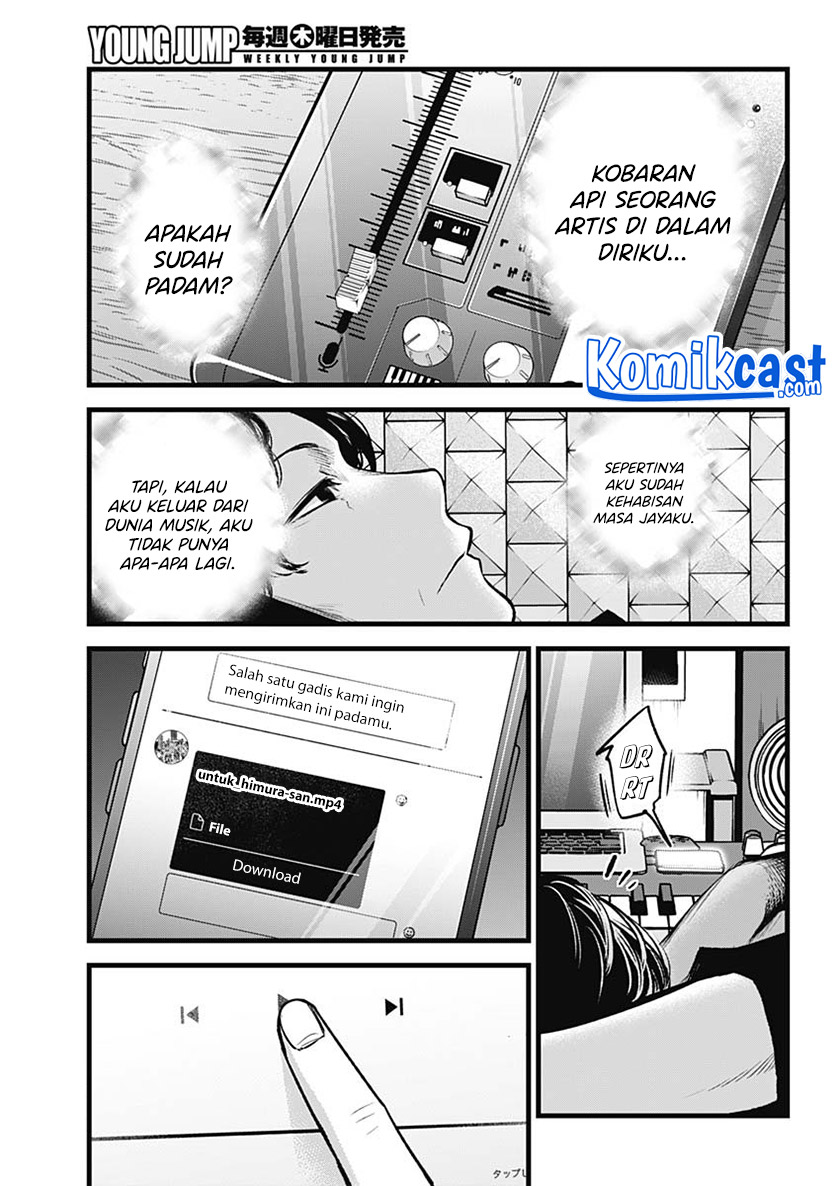 YOUNG JUMP 毎週木曜日発売
WEEKLY YOUNG JUMP
KOBARAN
API SEORANG
ARTIS DI DALAM
DIRIKU...
APAKAH
SUDAH
PADAM?
10
Komikcast
.com
SEPERTINYA
AKU SUDAH
KEHABISAN
MASA JAYAKU.
TAPI, KALAU
AKU KELUAR DARI
DUNIA MUSIK, AKU
TIDAK PUNYA
APA-APA LAGI.
DR
RT
Salah satu gadis kami ingin
mengirimkan ini padamu.
untuk_himura-san.mp4
File
Download
タップし